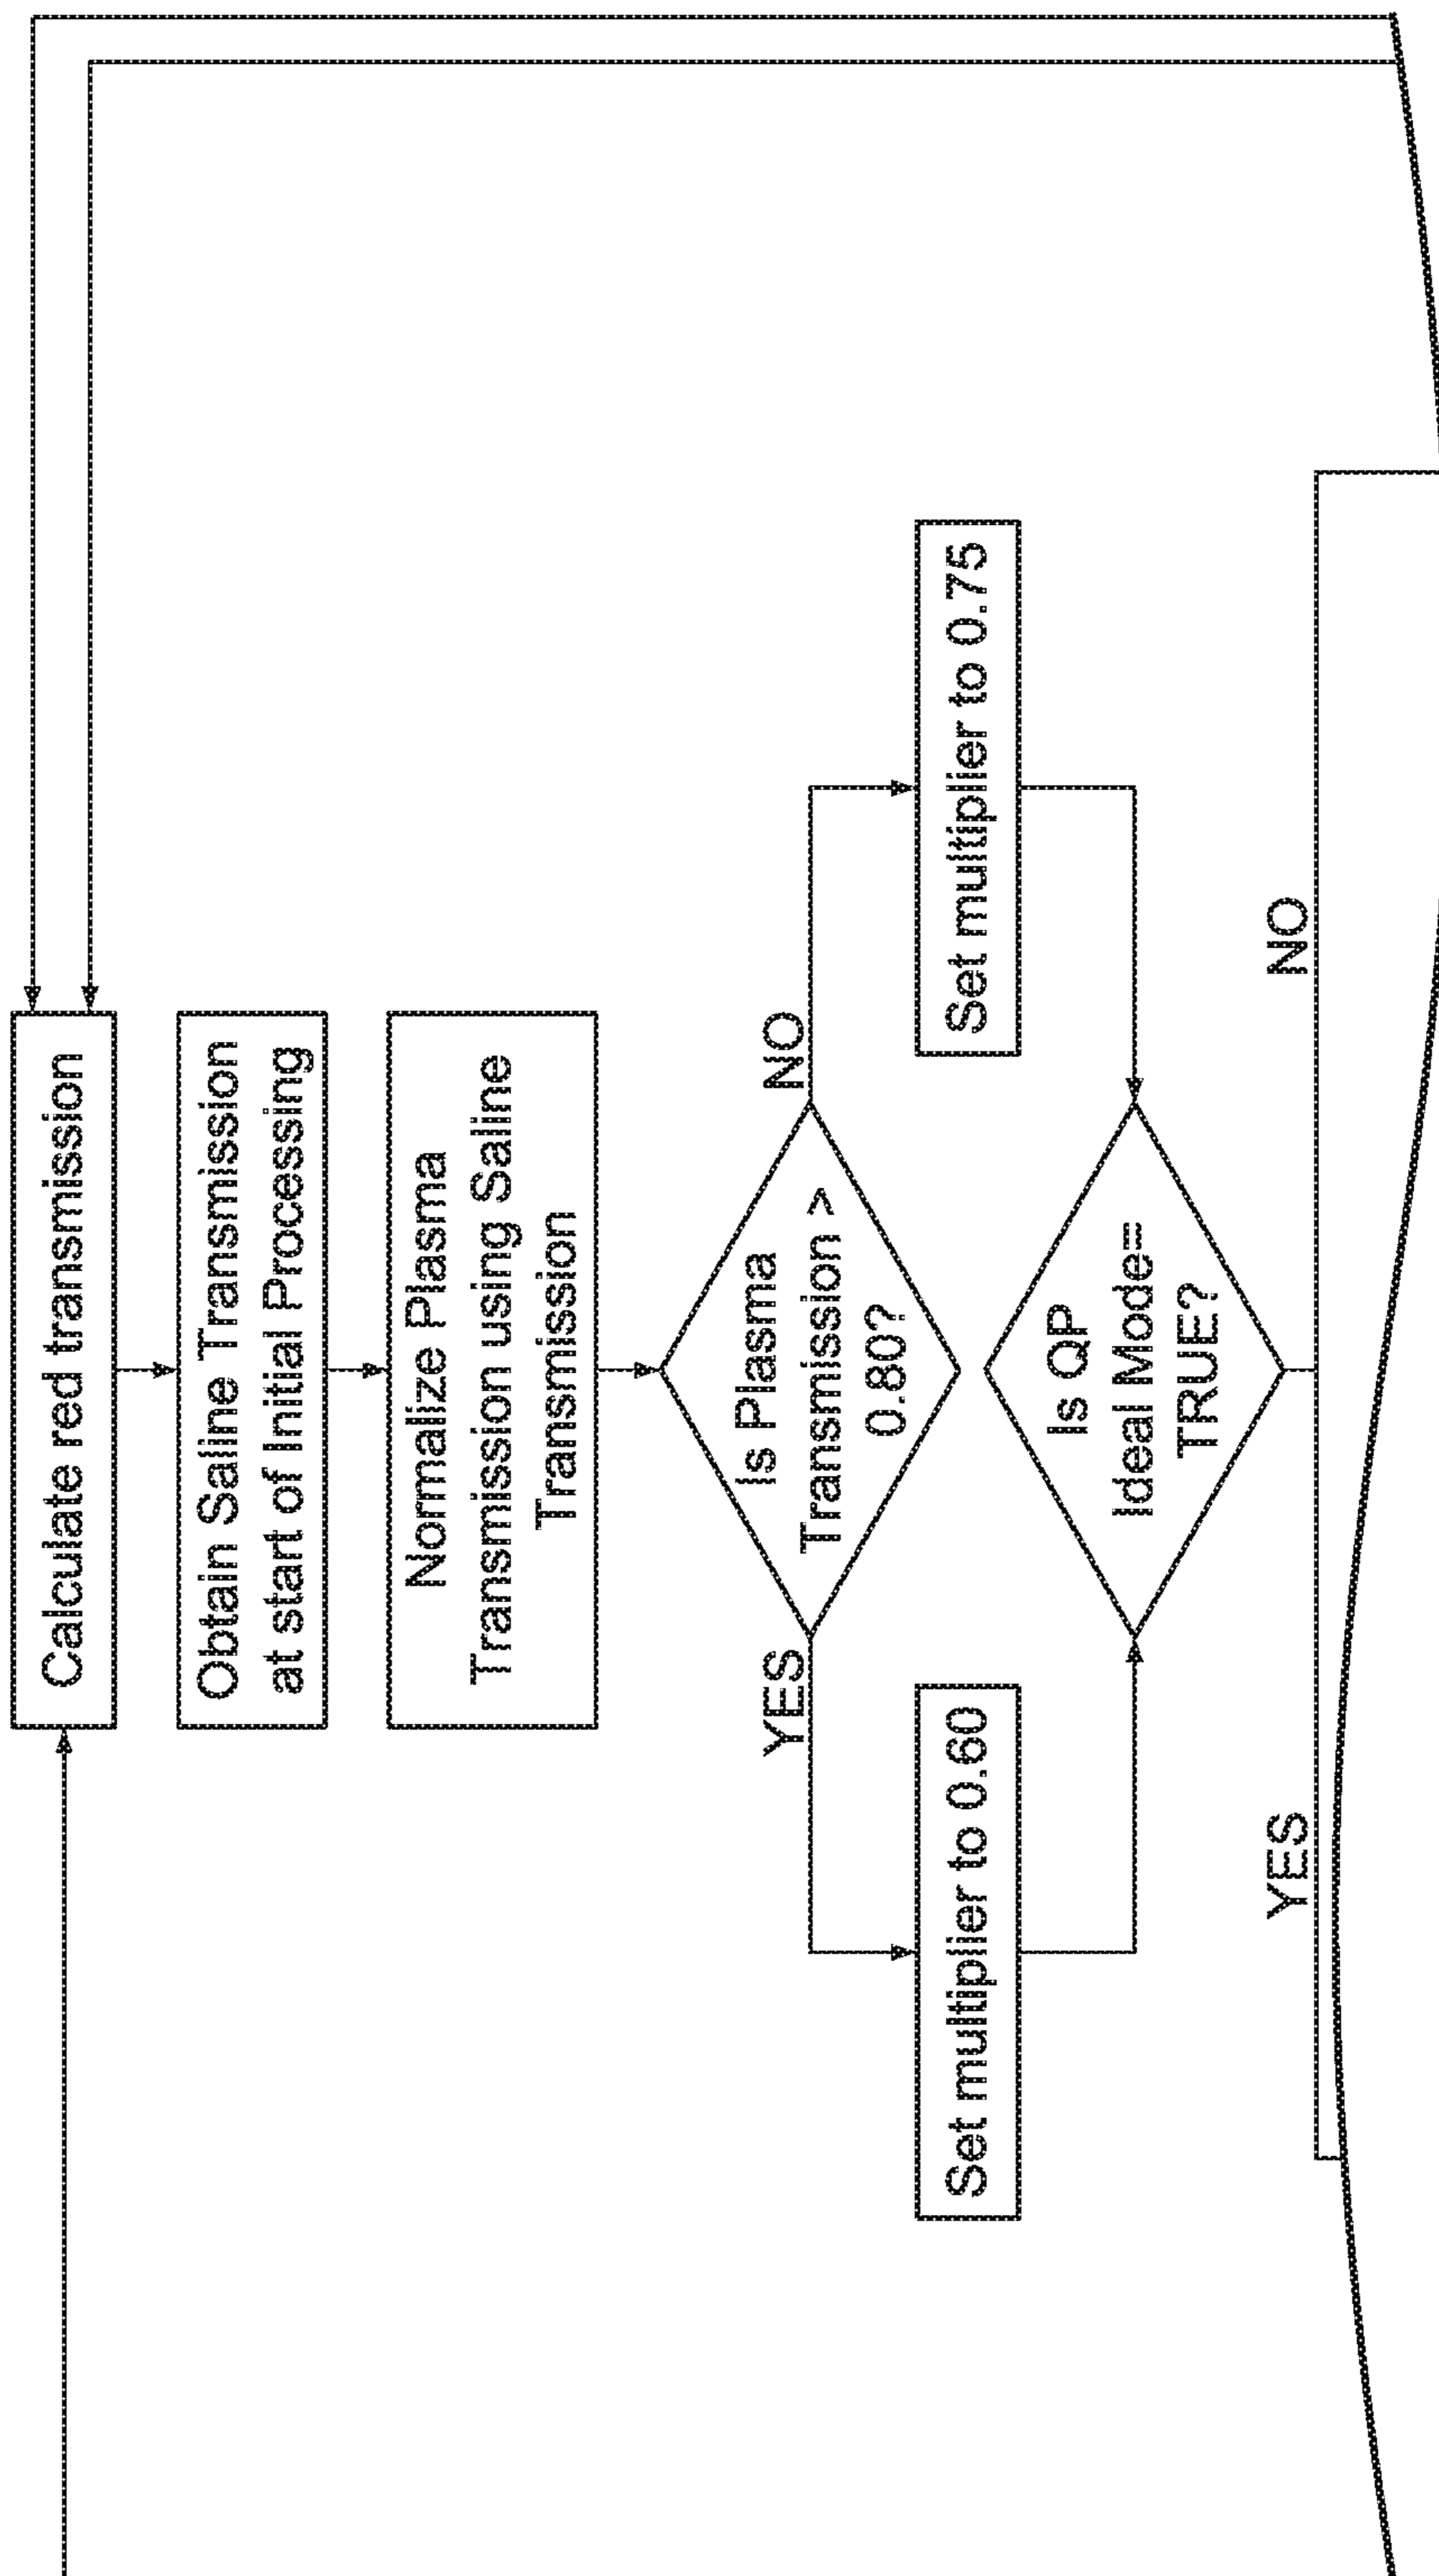 Calculate red transmission
Obtain Saline Transmission
at start of Initial Processing
Normalize Plasma
Transmission using Saline
Transmission
Is Plasma
Transmission >
0.80?
YES
NO
Set multiplier to 0.60
Set multiplier to 0.75
Is QP
Ideal Mode=
TRUE?
YES
NO